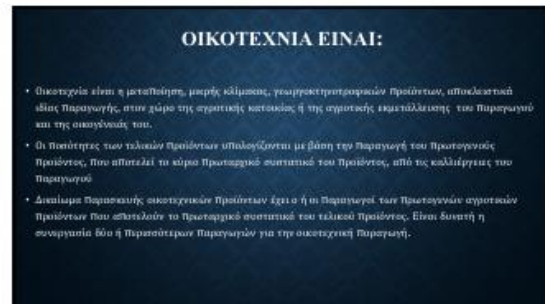 ΟΙΚΟΤΕΧΝΙΑ ΕΙΝΑΙ:
• Οικοτεχνία είναι η μεταποίηση, μικρής κλίμακας, γεωργοκτηνοτροφικών προϊόντων, αποκλειστικά
ιδίας παραγωγής, στον χώρο της αγροτικής κατοικίας ή της αγροτικής εκμετάλλευσης του παραγωγού
και της οικογένειάς του.
• Οι ποσότητες των τελικών προϊόντων υπολογίζονται με βάση την παραγωγή του πρωτογενούς
προϊόντος, που αποτελεί το κύριο πρωταρχικό συστατικό του προϊόντος, από τις καλλιέργειες του
παραγωγού
• Δικαίωμα παρασκευής οικοτεχνικών προϊόντων έχει ο ή οι παραγωγοί των πρωτογενών αγροτικών
προϊόντων που αποτελούν το πρωταρχικό συστατικό του τελικού προϊόντος. Είναι δυνατή η
συνεργασία δύο ή περισσότερων παραγωγών για την οικοτεχνική παραγωγή.